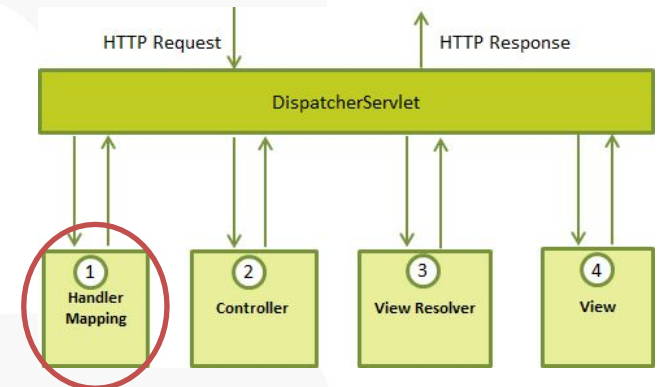 HTTP Request
HTTP Response
DispatcherServlet
1
Handler
Mapping
2
Controller
3
View Resolver
4
View